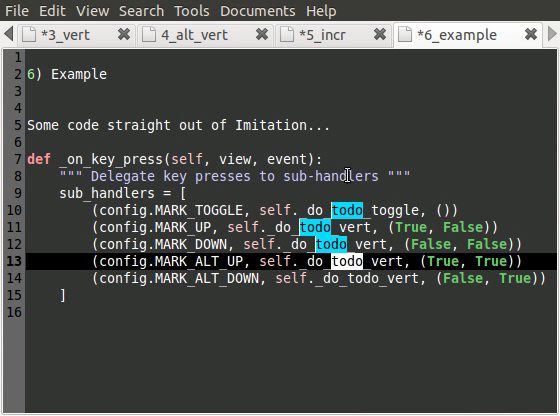 File Edit View Search Tools Documents Help
*3_vert 4_alt_vert *5_incr *6_example
1
2 6) Example
3
4
5 Some code straight out of Imitation...
6
7 def _on_key_press(self, view, event):
8     """ Delegate key presses to sub-handlers """
9     sub_handlers = [
10         (config.MARK_TOGGLE, self._do_todo_toggle, ())
11         (config.MARK_UP, self._do_todo_vert, (True, False))
12         (config.MARK_DOWN, self._do_todo_vert, (False, False))
13         (config.MARK_ALT_UP, self._do_todo_vert, (True, True))
14         (config.MARK_ALT_DOWN, self._do_todo_vert, (False, True))
15     ]
16